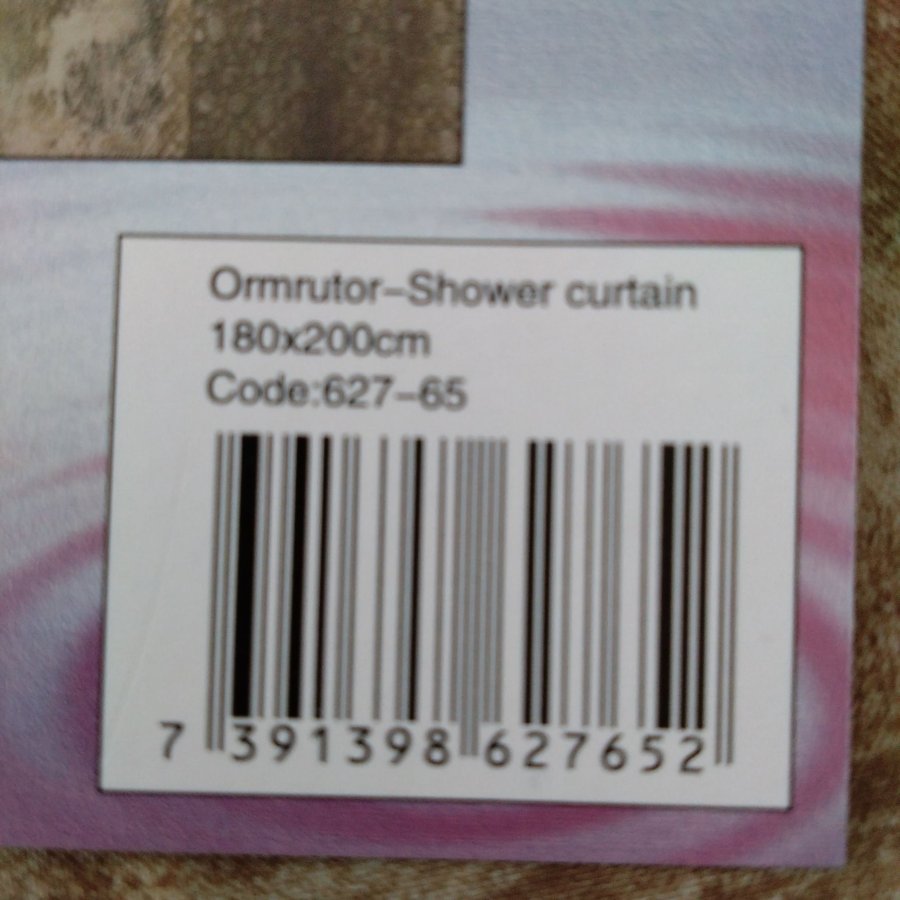 Ormrutor-Shower curtain
180x200cm
Code:627-65
7 391398 627652